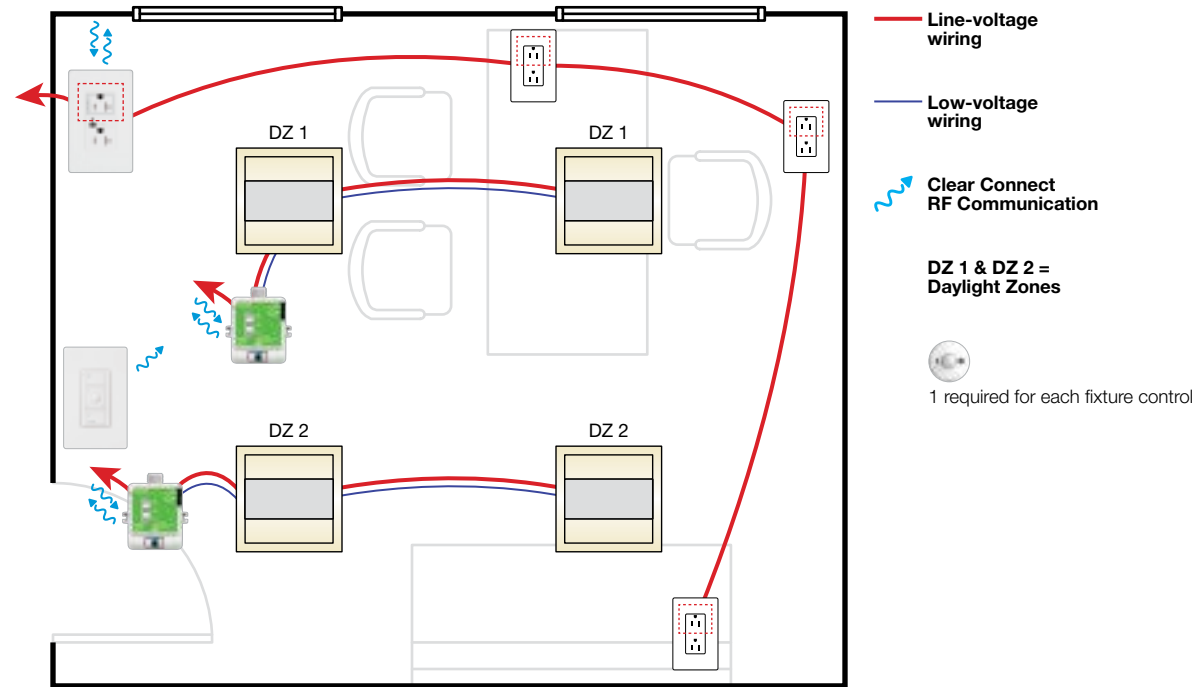 DZ 1
DZ 1
DZ 2
DZ 2
Line-voltage
wiring
Low-voltage
wiring
Clear Connect
RF Communication
DZ 1 & DZ 2 =
Daylight Zones
1 required for each fixture control